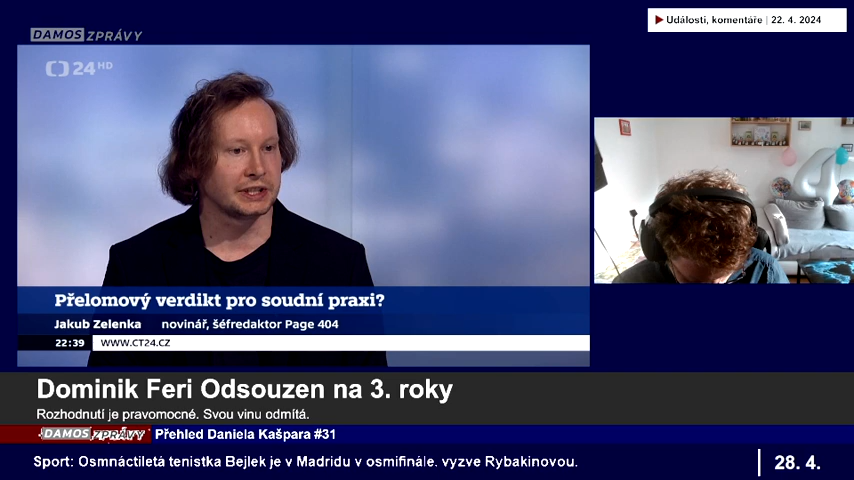 DAMOS ZPRÁVY
Události, komentáře | 22. 4. 2024
24 HD
Přelomový verdikt pro soudní praxi?
Jakub Zelenka novinář, šéfredaktor Page 404
22:39 WWW.CT24.CZ
Dominik Feri Odsouzen na 3. roky
Rozhodnutí je pravomocné. Svou vinu odmítá.
DAMOS ZPRÁVY Přehled Daniela Kašpara #31
Sport: Osmnáctiletá tenistka Bejlek je v Madridu v osmifinále. vyzve Rybakinovou.
28. 4.